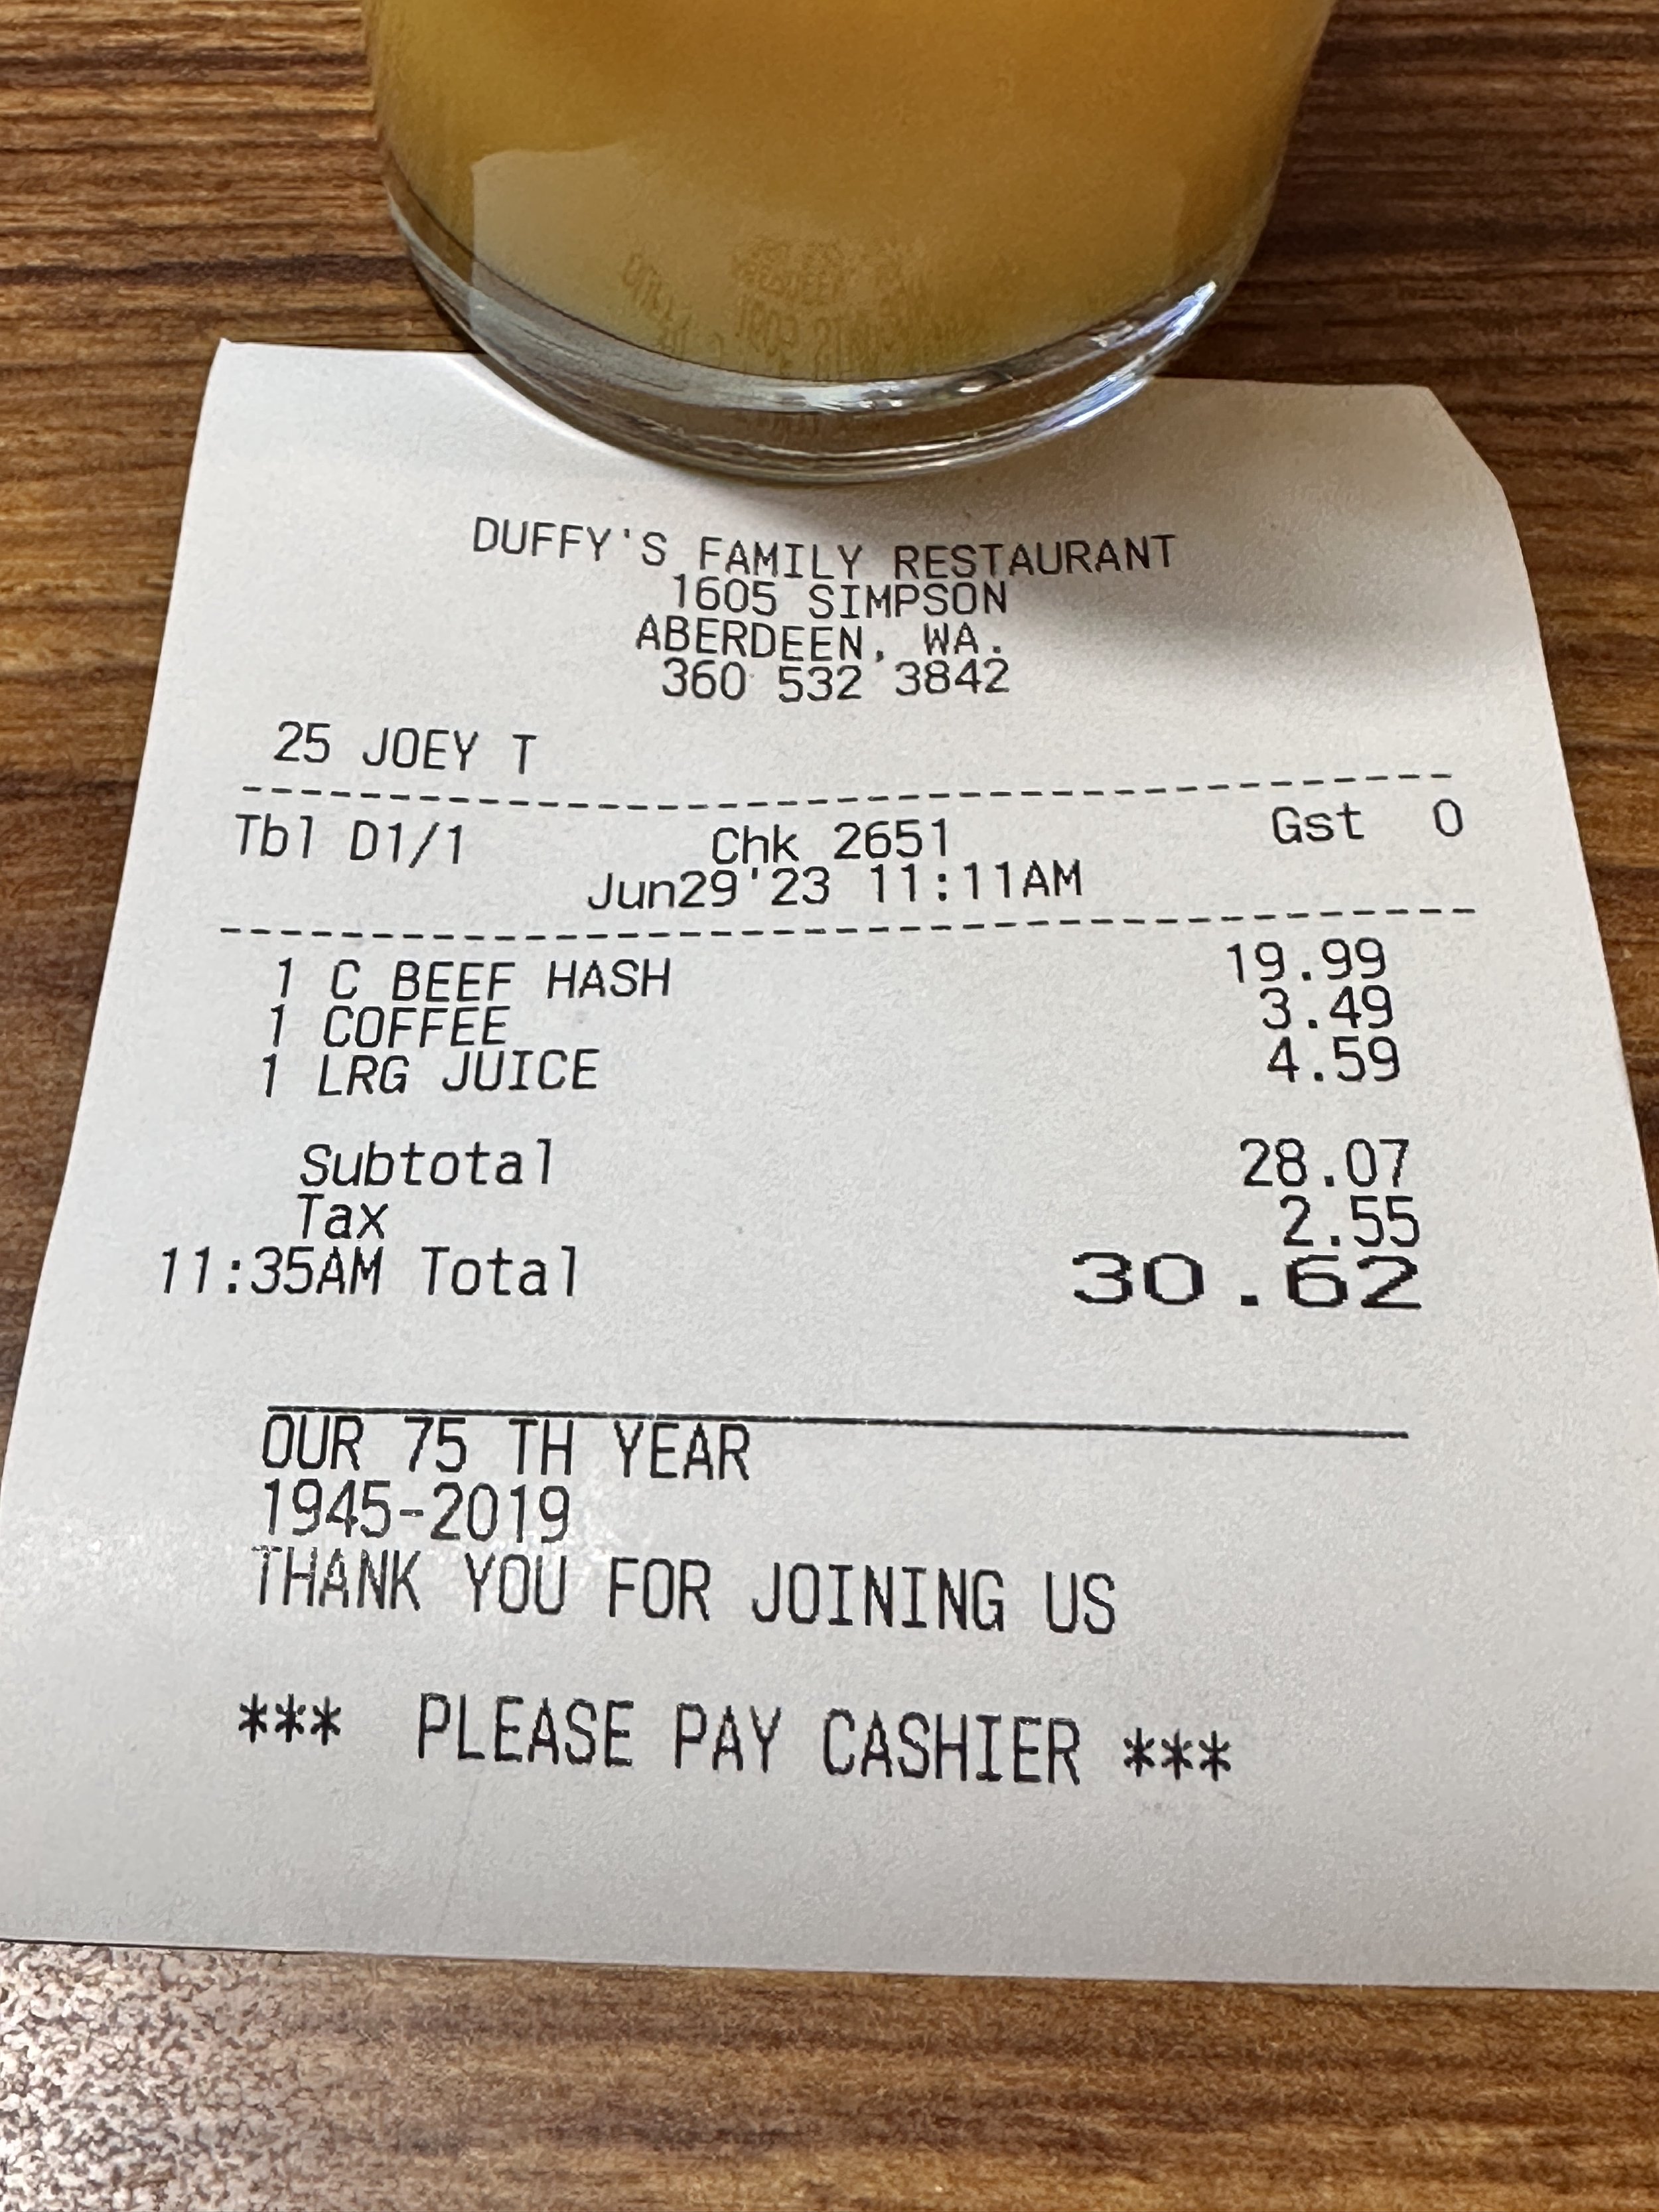 DUFFY'S FAMILY RESTAURANT
1605 SIMPSON
ABERDEEN, WA.
360 532 3842
25 JOEY T
Tbl D1/1 Chk 2651 Gst 0
Jun29'23 11:11AM
1 C BEEF HASH 19.99
1 COFFEE 3.49
1 LRG JUICE 4.59
Subtotal 28.07
Tax 2.55
11:35AM Total 30.62
OUR 75 TH YEAR
1945-2019
THANK YOU FOR JOINING US
*** PLEASE PAY CASHIER ***